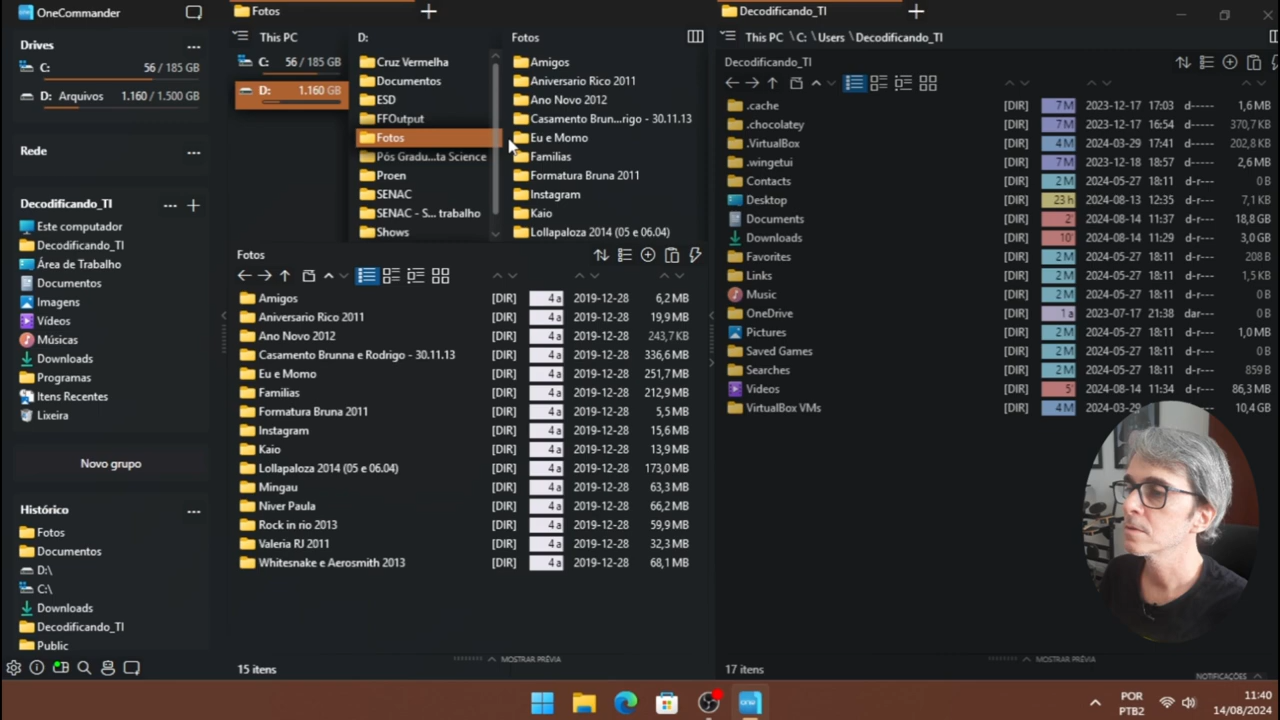 OneCommander
Drives
C: 56 / 185 GB
D: Arquivos 1.160 / 1.500 GB
Rede
Decodificando_TI
Este computador
Decodificando_TI
Área de Trabalho
Documentos
Imagens
Vídeos
Músicas
Downloads
Programas
Itens Recentes
Lixeira
Novo grupo
Histórico
Fotos
Documentos
D:\
C:\
Downloads
Decodificando_TI
Public
Fotos
This PC
C: 56 / 185 GB
D: 1.160 GB
D:
Cruz Vermelha
Documentos
ESD
FFOutput
Fotos
Pós Gradu...ta Science
Proen
SENAC
SENAC - S... trabalho
Shows
Fotos
Amigos
Aniversario Rico 2011
Ano Novo 2012
Casamento Brun...rigo - 30.11.13
Eu e Momo
Familias
Formatura Bruna 2011
Instagram
Kaio
Lollapaloza 2014 (05 e 06.04)
Fotos
Amigos [DIR] 4 a 2019-12-28 6,2 MB
Aniversario Rico 2011 [DIR] 4 a 2019-12-28 19,9 MB
Ano Novo 2012 [DIR] 4 a 2019-12-28 243,7 KB
Casamento Brunna e Rodrigo - 30.11.13 [DIR] 4 a 2019-12-28 336,6 MB
Eu e Momo [DIR] 4 a 2019-12-28 251,7 MB
Familias [DIR] 4 a 2019-12-28 212,9 MB
Formatura Bruna 2011 [DIR] 4 a 2019-12-28 5,5 MB
Instagram [DIR] 4 a 2019-12-28 15,6 MB
Kaio [DIR] 4 a 2019-12-28 13,9 MB
Lollapaloza 2014 (05 e 06.04) [DIR] 4 a 2019-12-28 173,0 MB
Mingau [DIR] 4 a 2019-12-28 63,3 MB
Niver Paula [DIR] 4 a 2019-12-28 66,2 MB
Rock in rio 2013 [DIR] 4 a 2019-12-28 59,9 MB
Valeria RJ 2011 [DIR] 4 a 2019-12-28 32,3 MB
Whitesnake e Aerosmith 2013 [DIR] 4 a 2019-12-28 68,1 MB
15 itens
MOSTRAR PRÉVIA
Decodificando_TI
This PC \C: \Users \Decodificando_TI
Decodificando_TI
.cache [DIR] 7 M 2023-12-17 17:03 d----- 1,6 MB
.chocolatey [DIR] 7 M 2023-12-17 16:54 d----- 370,7 KB
.VirtualBox [DIR] 4 M 2024-03-29 17:41 d----- 202,8 KB
.wingetui [DIR] 7 M 2023-12-18 18:57 d----- 2,6 MB
Contacts [DIR] 2 M 2024-05-27 18:11 d-r--- 0 B
Desktop [DIR] 23 h 2024-08-13 12:35 d-r--- 7,1 KB
Documents [DIR] 2' 2024-08-14 11:37 d-r--- 18,8 GB
Downloads [DIR] 10' 2024-08-14 11:29 d-r--- 3,0 GB
Favorites [DIR] 2 M 2024-05-27 18:11 d-r--- 208 B
Links [DIR] 2 M 2024-05-27 18:11 d-r--- 1,5 KB
Music [DIR] 2 M 2024-05-27 18:11 d-r--- 0 B
OneDrive [DIR] 1 a 2023-07-17 21:38 dar--- 0 B
Pictures [DIR] 2 M 2024-05-27 18:11 d-r--- 1,0 MB
Saved Games [DIR] 2 M 2024-05-27 18:11 d-r--- 0 B
Searches [DIR] 2 M 2024-05-27 18:11 d-r--- 859 B
Videos [DIR] 5' 2024-08-14 11:34 d-r--- 86,3 MB
VirtualBox VMs [DIR] 4 M 2024-03-29 10,4 GB
17 itens
MOSTRAR PRÉVIA
NOTIFICAÇÕES
POR
PTB2
11:40
14/08/2024